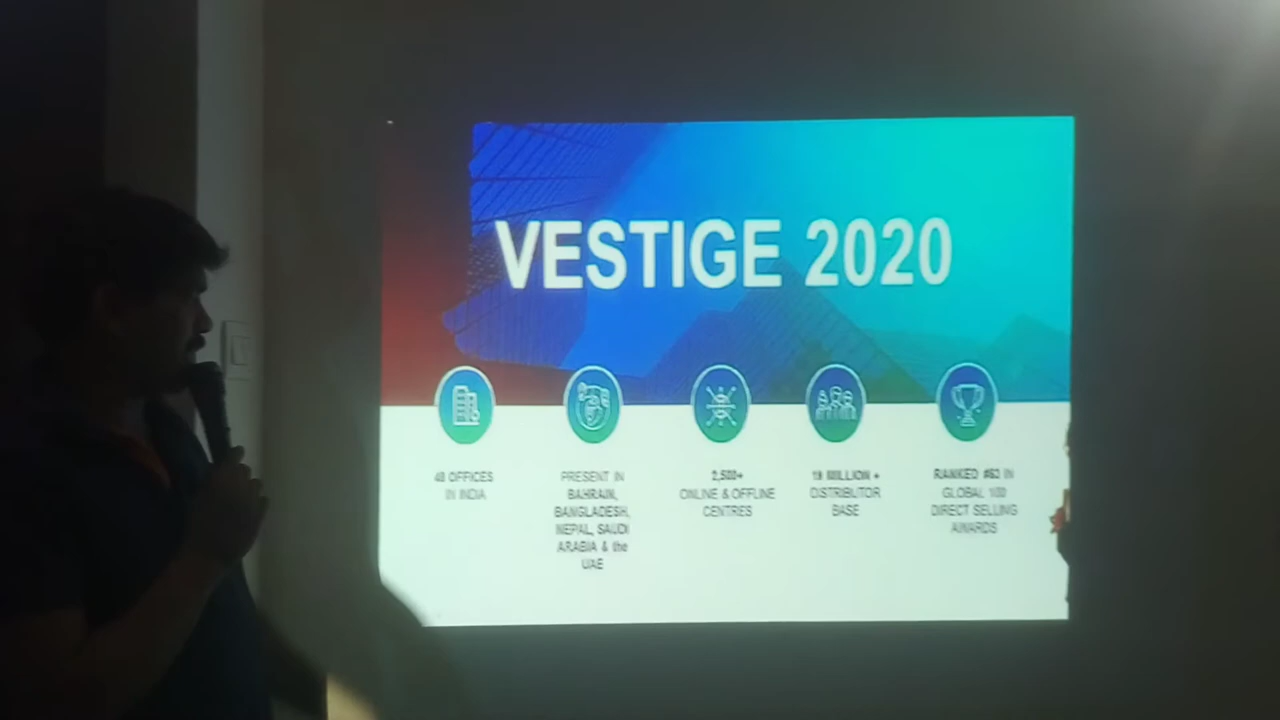 VESTIGE 2020
48 OFFICES
IN INDIA
PRESENT IN
BAHRAIN,
BANGLADESH,
NEPAL, SAUDI
ARABIA & the
UAE
2,500+
ONLINE & OFFLINE
CENTRES
MILLION +
DISTRIBUTOR
BASE
RANKED IN
GLOBAL 100
DIRECT SELLING
AWARDS